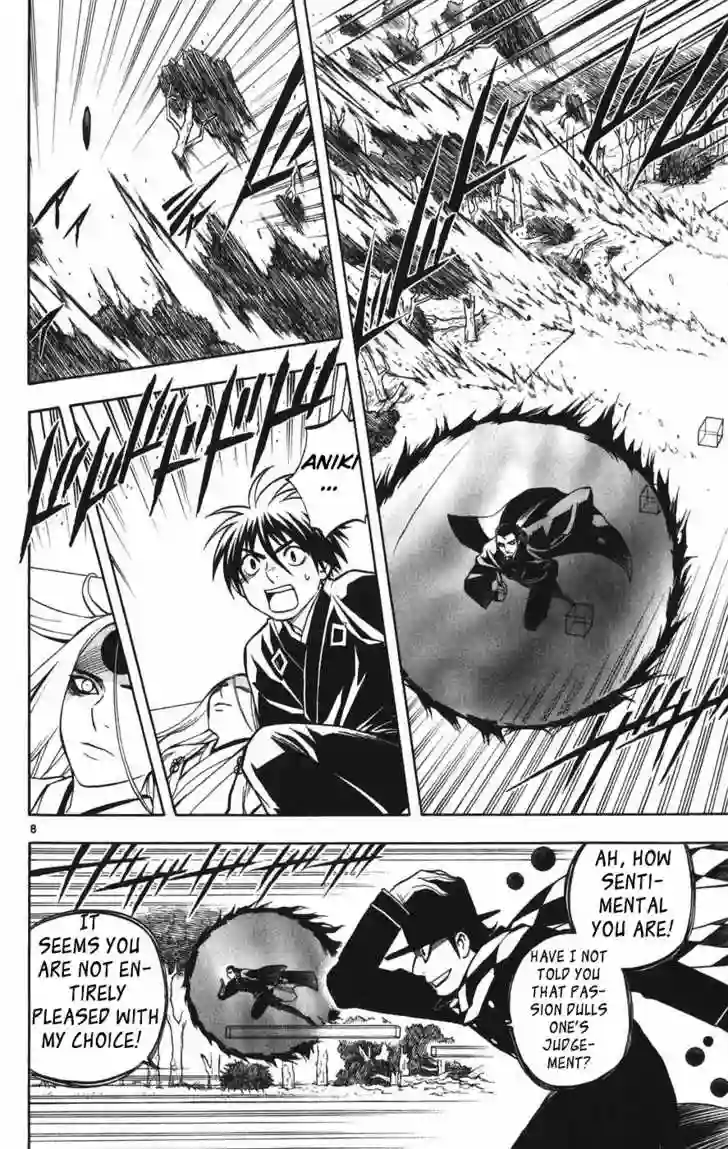 ANIKI
...
8
AH, HOW
SENTI-
MENTAL
YOU ARE!
HAVE I NOT
TOLD YOU
THAT PAS-
SION DULLS
ONE'S
JUDGE-
MENT?
IT
SEEMS YOU
ARE NOT EN-
TIRELY
PLEASED WITH
MY CHOICE!